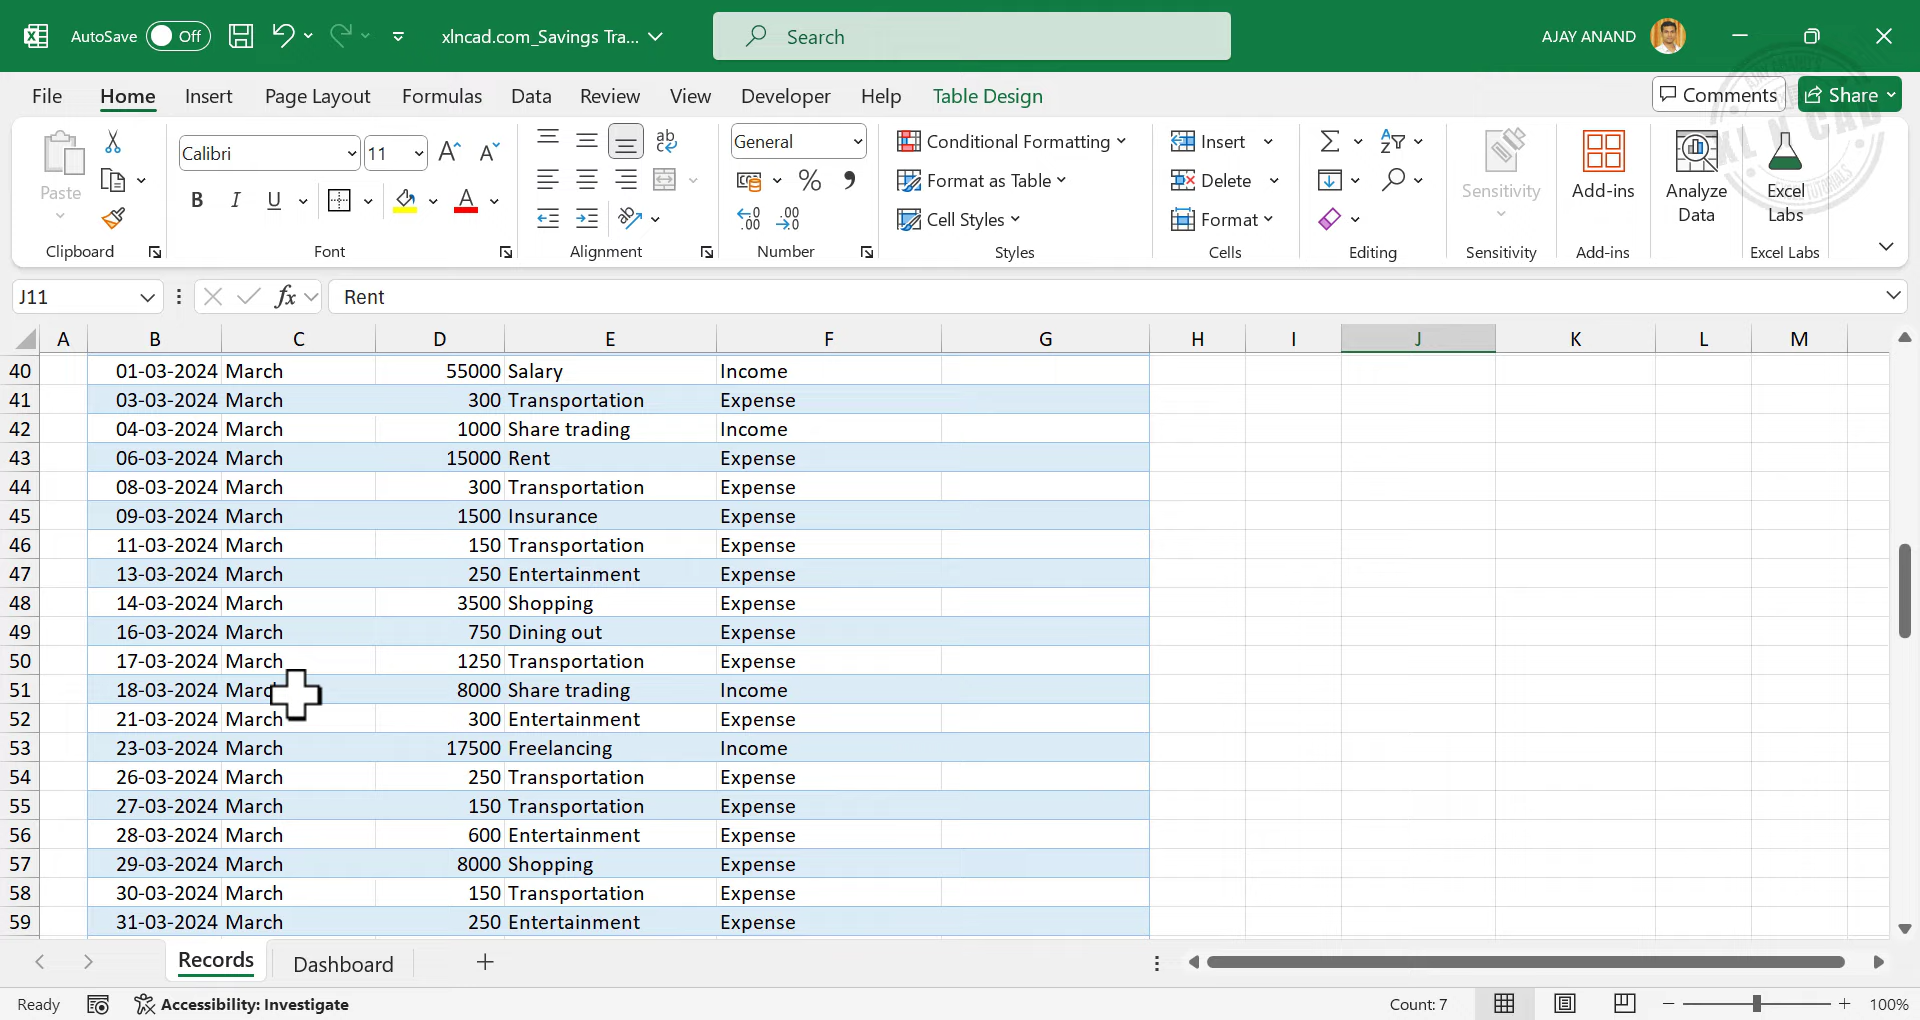 AutoSave Off xlncad.com_Savings Tra... Search AJAY ANAND
File Home Insert Page Layout Formulas Data Review View Developer Help Table Design Comments Share
Paste Calibri 11 ab General Conditional Formatting Insert Sensitivity Add-ins Analyze Data Excel Labs
B I U % Format as Table Delete
Cell Styles Format
Clipboard Font Alignment Number Styles Cells Editing Sensitivity Add-ins Excel Labs
J11 fx Rent
A B C D E F G H I J K L M
40 01-03-2024 March 55000 Salary Income
41 03-03-2024 March 300 Transportation Expense
42 04-03-2024 March 1000 Share trading Income
43 06-03-2024 March 15000 Rent Expense
44 08-03-2024 March 300 Transportation Expense
45 09-03-2024 March 1500 Insurance Expense
46 11-03-2024 March 150 Transportation Expense
47 13-03-2024 March 250 Entertainment Expense
48 14-03-2024 March 3500 Shopping Expense
49 16-03-2024 March 750 Dining out Expense
50 17-03-2024 March 1250 Transportation Expense
51 18-03-2024 Marc 8000 Share trading Income
52 21-03-2024 March 300 Entertainment Expense
53 23-03-2024 March 17500 Freelancing Income
54 26-03-2024 March 250 Transportation Expense
55 27-03-2024 March 150 Transportation Expense
56 28-03-2024 March 600 Entertainment Expense
57 29-03-2024 March 8000 Shopping Expense
58 30-03-2024 March 150 Transportation Expense
59 31-03-2024 March 250 Entertainment Expense
Records Dashboard
Ready Accessibility: Investigate Count: 7 100%